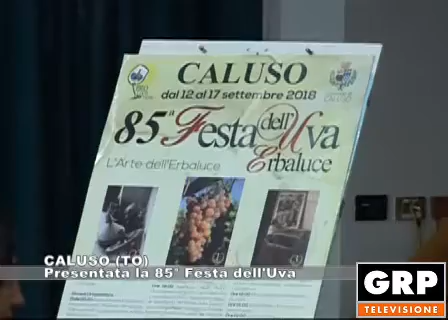 CALUSO
dal 12 al 17 settembre 2018
85ª Festa dell'Uva
Erbaluce
L'Arte dell'Erbaluce
CALUSO (TO)
Presentata la 85° Festa dell'Uva
GRP
TELEVISIONE